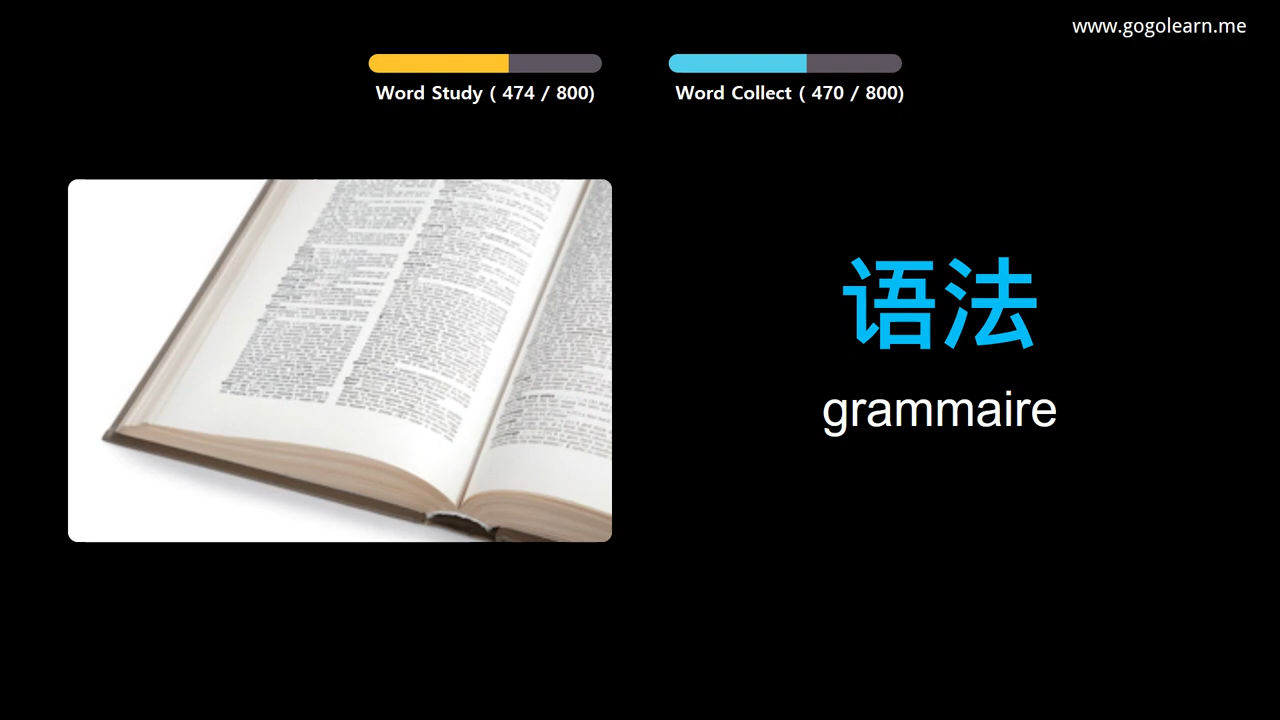 www.gogolearn.me
Word Study ( 474 / 800)
Word Collect ( 470 / 800)
语法
grammaire